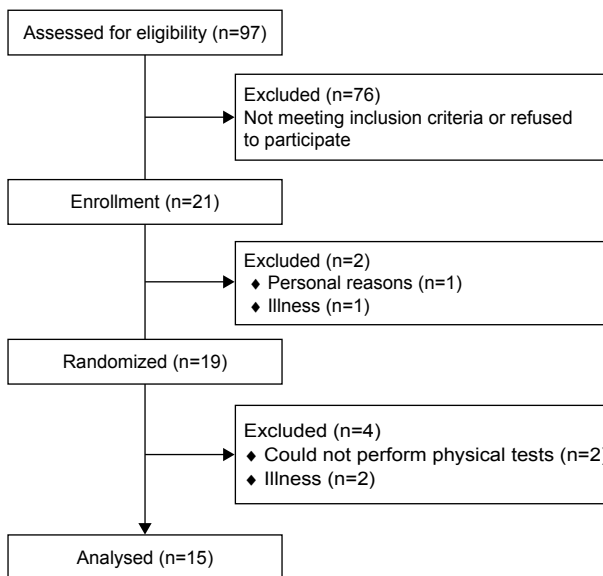 Assessed for eligibility (n=97)
Excluded (n=76)
Not meeting inclusion criteria or refused
to participate
Enrollment (n=21)
Excluded (n=2)
♦ Personal reasons (n=1)
♦ Illness (n=1)
Randomized (n=19)
Excluded (n=4)
♦ Could not perform physical tests (n=2)
♦ Illness (n=2)
Analysed (n=15)